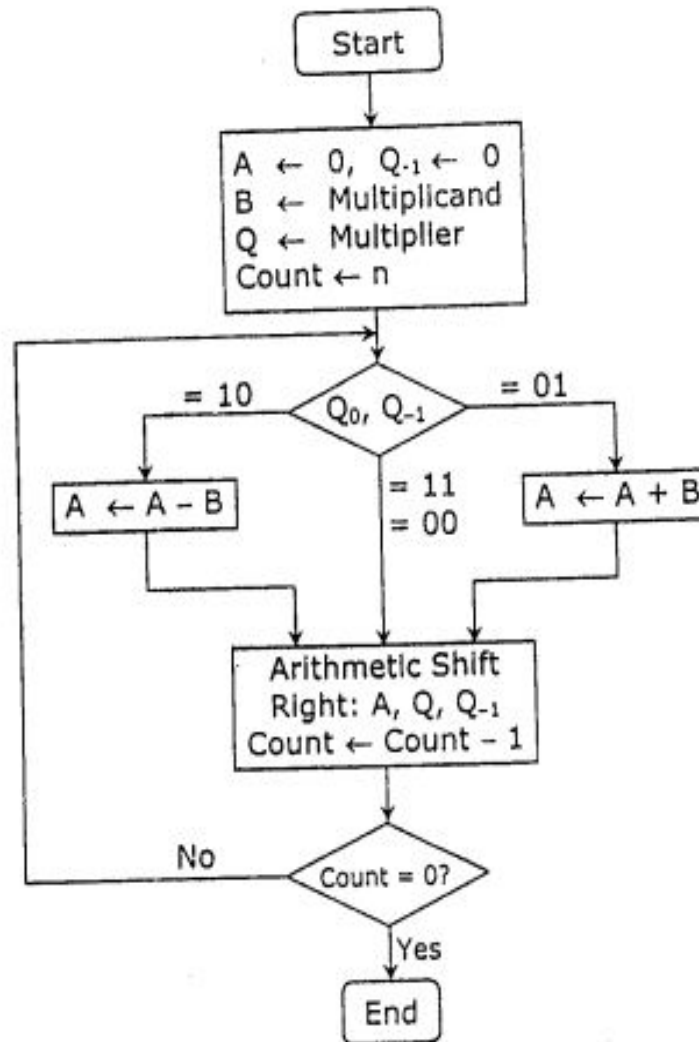 Start
A ← 0, Q₋₁ ← 0
B ← Multiplicand
Q ← Multiplier
Count ← n
= 10
Q₀, Q₋₁
= 01
A ← A – B
= 11
= 00
A ← A + B
Arithmetic Shift
Right: A, Q, Q₋₁
Count ← Count – 1
No
Count = 0?
Yes
End